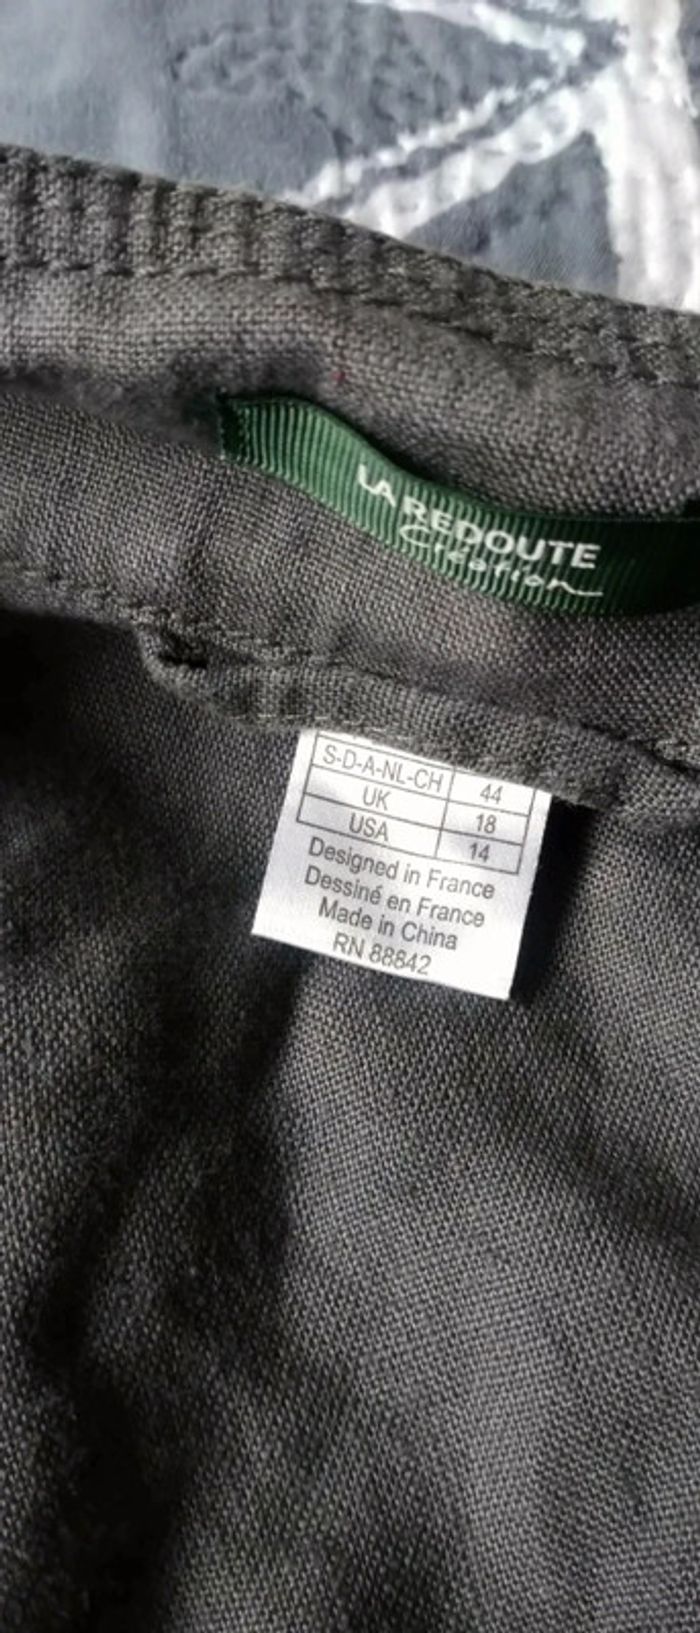 LA REDOUTE
Création
S-D-A-NL-CH 44
UK 18
USA 14
Designed in France
Dessiné en France
Made in China
RN 88842